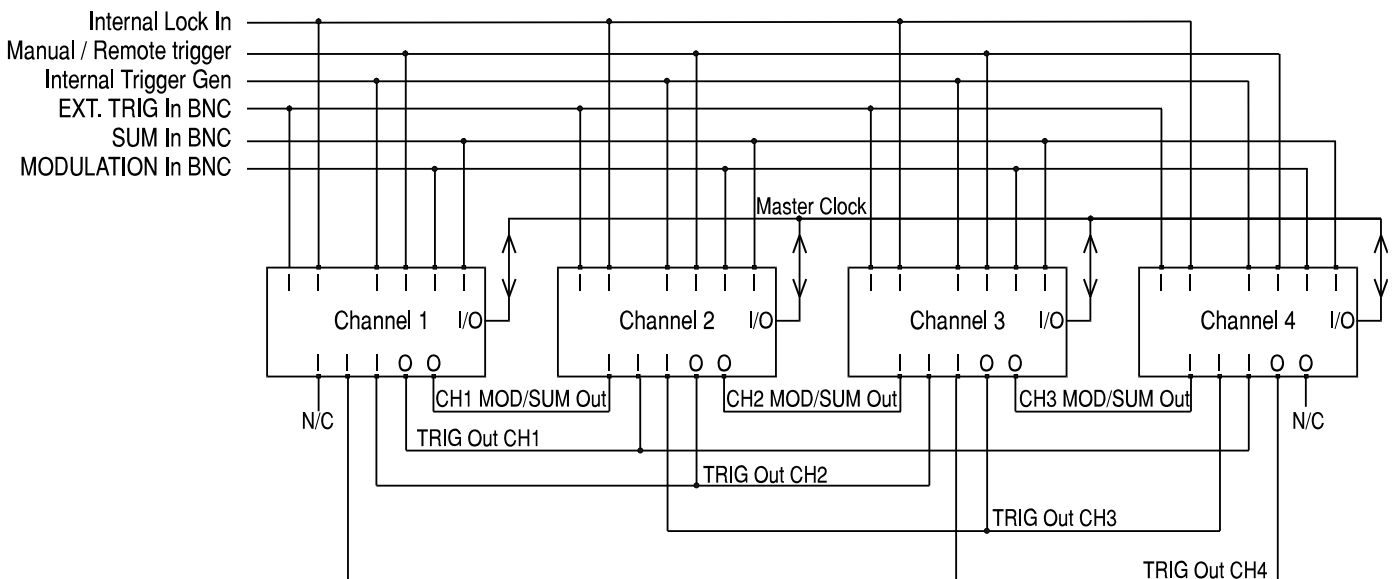 Internal Lock In
Manual / Remote trigger
Internal Trigger Gen
EXT. TRIG In BNC
SUM In BNC
MODULATION In BNC
Master Clock
I I I I I I
I I I I I I
I I I I I I
I I I I I I
Channel 1 I/O
Channel 2 I/O
Channel 3 I/O
Channel 4 I/O
I I I O O
I I I O O
I I I O O
I I I O O
CH1 MOD/SUM Out
CH2 MOD/SUM Out
CH3 MOD/SUM Out
N/C
N/C
TRIG Out CH1
TRIG Out CH2
TRIG Out CH3
TRIG Out CH4